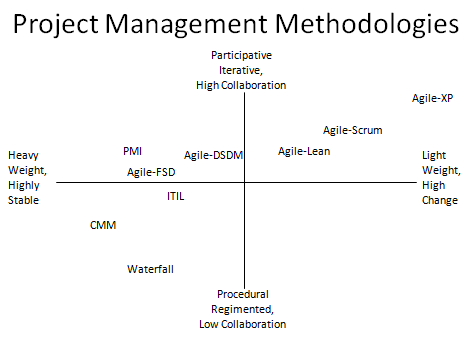 Project Management Methodologies
Participative
Iterative,
High Collaboration
Agile-XP
Agile-Scrum
Heavy
Weight,
Highly
Stable
PMI
Agile-DSDM
Agile-Lean
Light
Weight,
High
Change
Agile-FSD
ITIL
CMM
Waterfall
Procedural
Regimented,
Low Collaboration